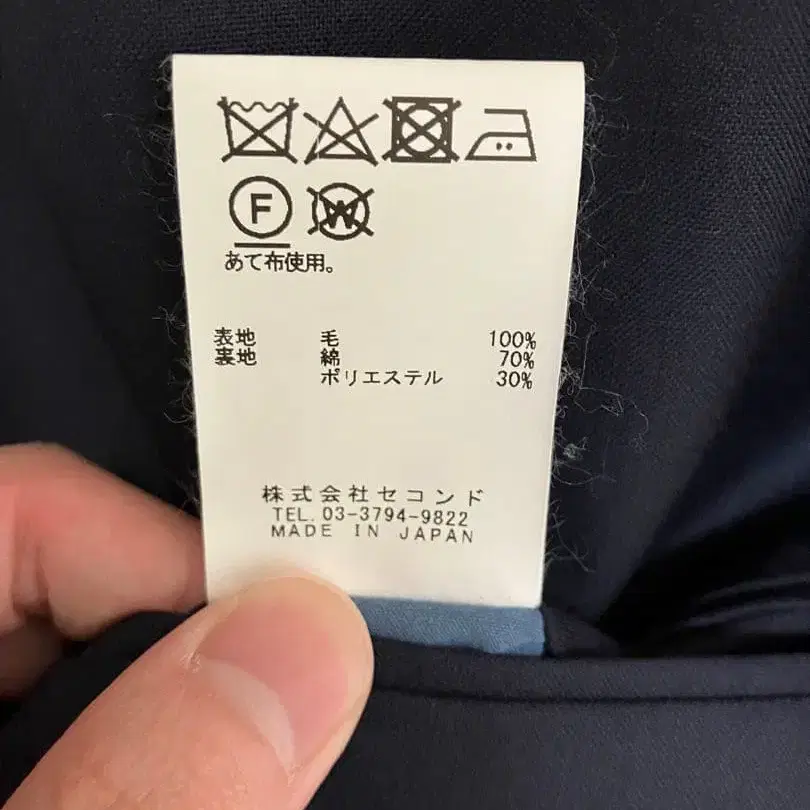 F W
あて布使用。
表地 毛 100%
裏地 綿 70%
ポリエステル 30%
株式会社セコンド
TEL. 03-3794-9822
MADE IN JAPAN